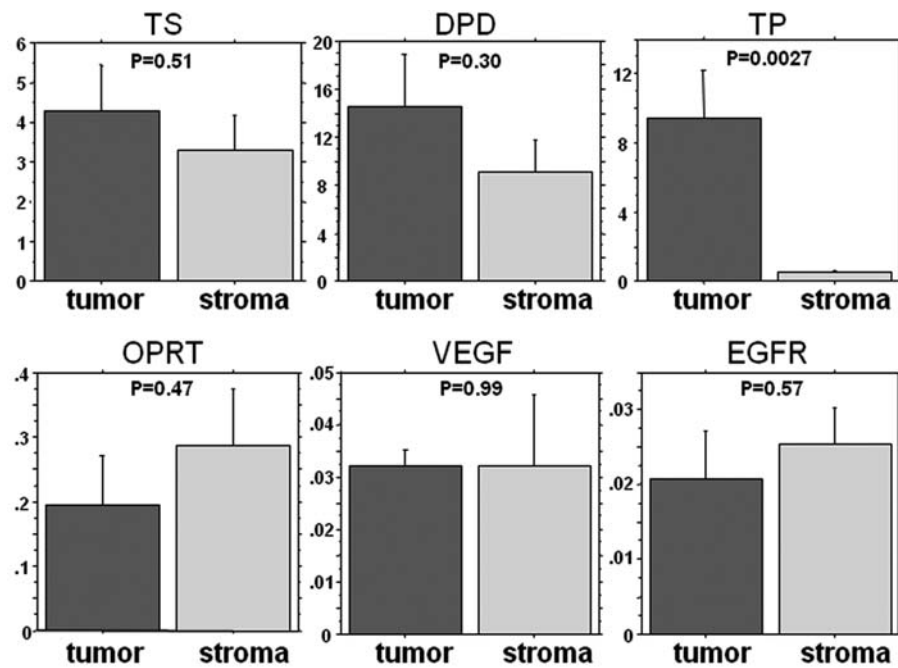 TS
P=0.51
6
5
4
3
2
1
0
tumor stroma
DPD
P=0.30
20
16
12
8
4
0
tumor stroma
TP
P=0.0027
12
8
4
0
tumor stroma
OPRT
P=0.47
.4
.3
.2
.1
0
tumor stroma
VEGF
P=0.99
.05
.04
.03
.02
.01
0
tumor stroma
EGFR
P=0.57
.03
.02
.01
0
tumor stroma